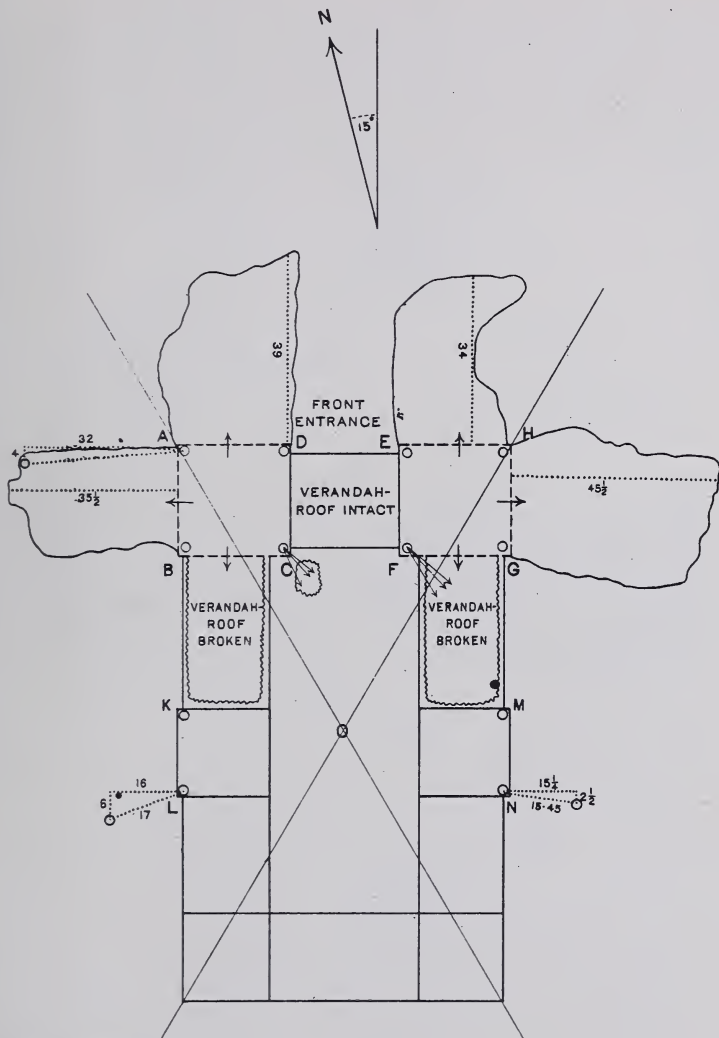 N
15°
39
34
FRONT
ENTRANCE
A
D
E
H
32
4
35½
VERANDAH-
ROOF INTACT
45½
B
C
F
G
VERANDAH-
ROOF
BROKEN
VERANDAH-
ROOF
BROKEN
K
M
O
16
6
17
L
15¼
2½
15·45
N